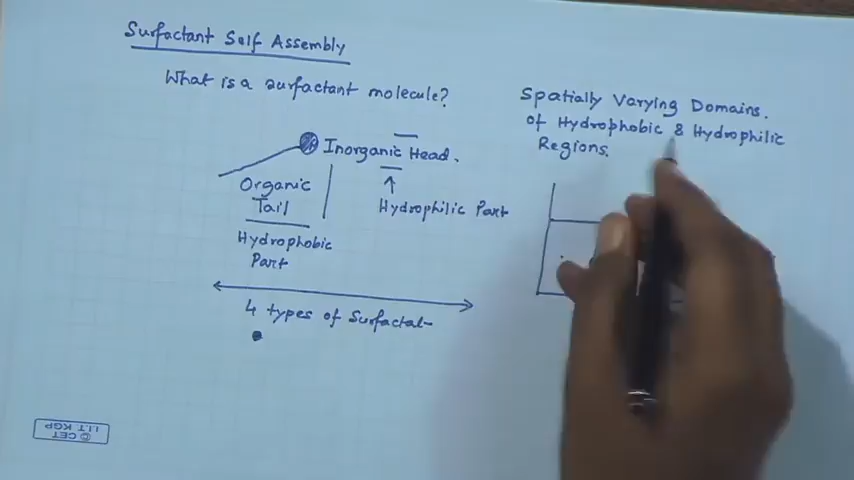 Surfactant Self Assembly
What is a surfactant molecule?
Inorganic Head.
Organic
Tail
Hydrophilic Part
Hydrophobic
Part
4 types of Surfactal-
Spatially Varying Domains.
of Hydrophobic & Hydrophilic
Regions.
© CET
I.I.T. KGP